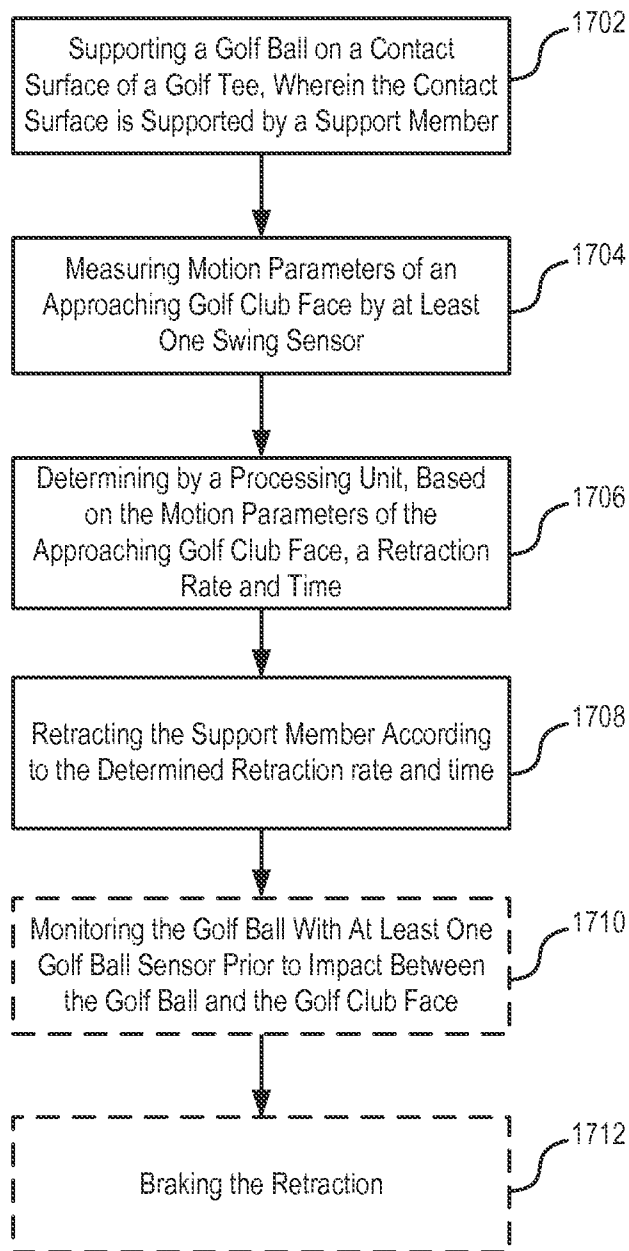 1702
Supporting a Golf Ball on a Contact
Surface of a Golf Tee, Wherein the Contact
Surface is Supported by a Support Member
1704
Measuring Motion Parameters of an
Approaching Golf Club Face by at Least
One Swing Sensor
Determining by a Processing Unit, Based
on the Motion Parameters of the
Approaching Golf Club Face, a Retraction
Rate and Time
1706
1708
Retracting the Support Member According
to the Determined Retraction rate and time
1710
Monitoring the Golf Ball With At Least One
Golf Ball Sensor Prior to Impact Between
the Golf Ball and the Golf Club Face
1712
Braking the Retraction